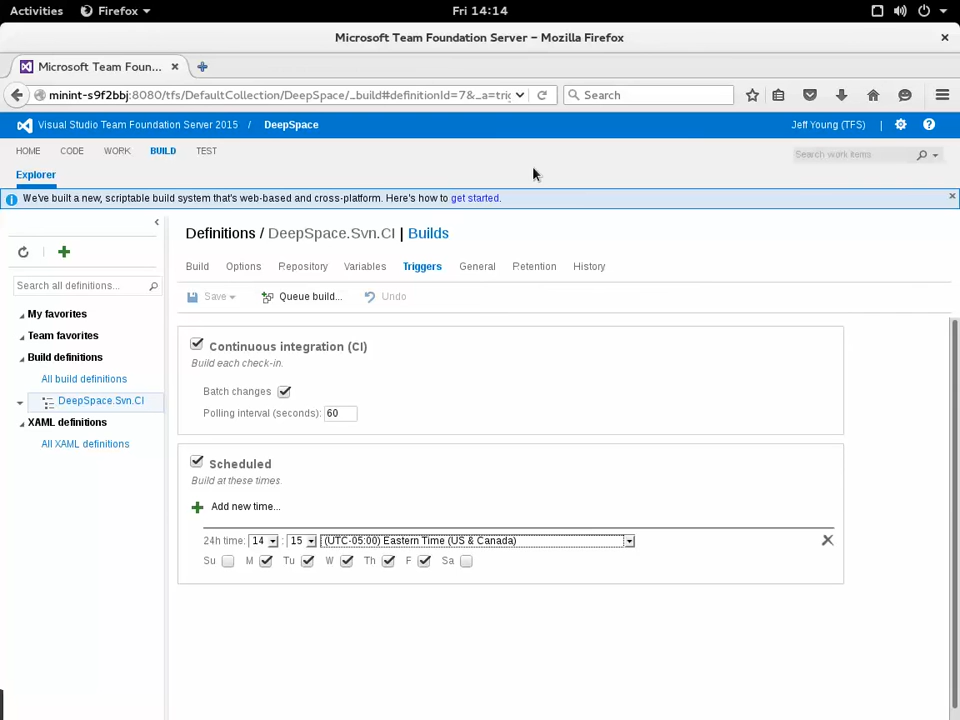 Activities Firefox Fri 14:14
Microsoft Team Foundation Server – Mozilla Firefox
Microsoft Team Foun...
minint-s9f2bbj:8080/tfs/DefaultCollection/DeepSpace/_build#definitionId=7&_a=trig Search
Visual Studio Team Foundation Server 2015 / DeepSpace Jeff Young (TFS) |
HOME CODE WORK BUILD TEST Search work items
Explorer
We've built a new, scriptable build system that's web-based and cross-platform. Here's how to get started.
Definitions / DeepSpace.Svn.CI | Builds
Build Options Repository Variables Triggers General Retention History
Search all definitions...
Save Queue build... Undo
My favorites
Team favorites
Build definitions
All build definitions
DeepSpace.Svn.CI
XAML definitions
All XAML definitions
Continuous integration (CI)
Build each check-in.
Batch changes
Polling interval (seconds): 60
Scheduled
Build at these times.
Add new time...
24h time: 14 : 15 (UTC-05:00) Eastern Time (US & Canada)
Su M Tu W Th F Sa